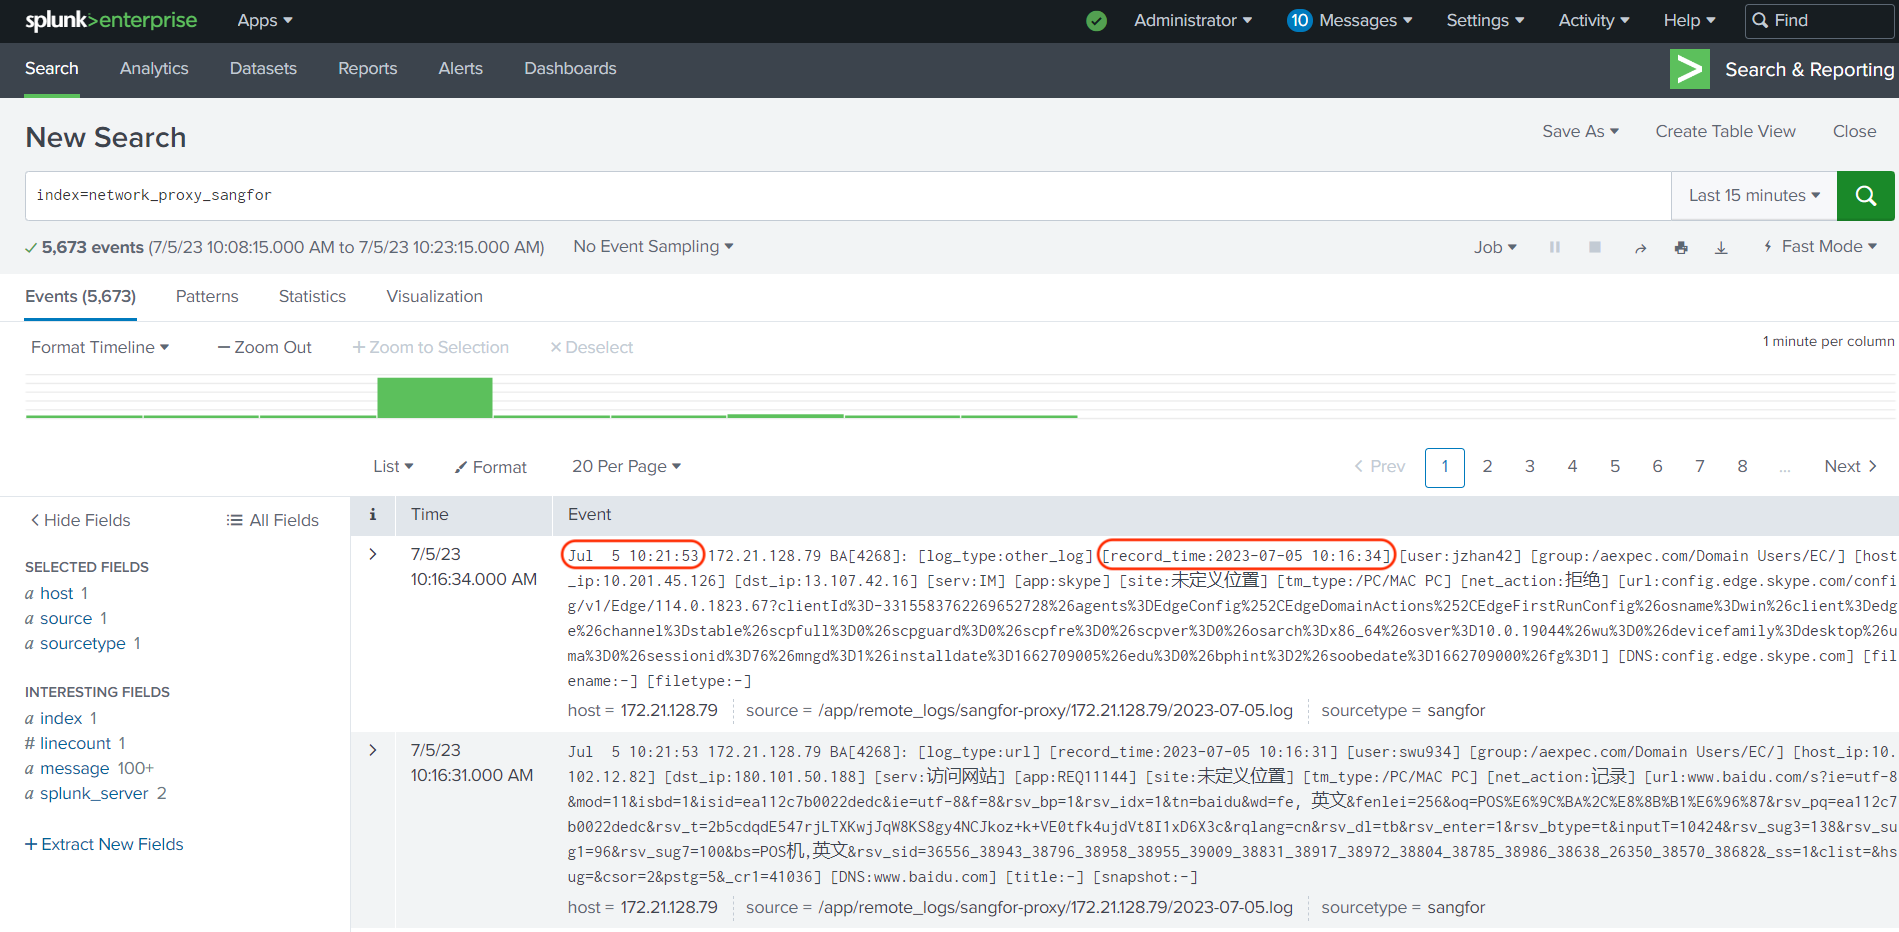 splunk>enterprise Apps Administrator 10 Messages Settings Activity Help Find
Search Analytics Datasets Reports Alerts Dashboards Search & Reporting
New Search Save As Create Table View Close
index=network_proxy_sangfor Last 15 minutes
5,673 events (7/5/23 10:08:15.000 AM to 7/5/23 10:23:15.000 AM) No Event Sampling Job Fast Mode
Events (5,673) Patterns Statistics Visualization
Format Timeline — Zoom Out + Zoom to Selection × Deselect 1 minute per column
List Format 20 Per Page < Prev 1 2 3 4 5 6 7 8 ... Next >
< Hide Fields All Fields
SELECTED FIELDS
a host 1
a source 1
a sourcetype 1
INTERESTING FIELDS
a index 1
# linecount 1
a message 100+
a splunk_server 2
+ Extract New Fields
i Time Event
7/5/23
10:16:34.000 AM
Jul  5 10:21:53 172.21.128.79 BA[4268]: [log_type:other_log] [record_time:2023-07-05 10:16:34] [user:jzhan42] [group:/aexpec.com/Domain Users/EC/] [host
_ip:10.201.45.126] [dst_ip:13.107.42.16] [serv:IM] [app:skype] [site:未定义位置] [tm_type:/PC/MAC PC] [net_action:拒绝] [url:config.edge.skype.com/confi
g/v1/Edge/114.0.1823.67?clientId%3D-3315583762269652728%26agents%3DEdgeConfig%252CEdgeDomainActions%252CEdgeFirstRunConfig%26osname%3Dwin%26client%3Dedg
e%26channel%3Dstable%26scpfull%3D0%26scpguard%3D0%26scpfre%3D0%26scpver%3D0%26osarch%3Dx86_64%26osver%3D10.0.19044%26wu%3D0%26devicefamily%3Ddesktop%26u
ma%3D0%26sessionid%3D76%26mngd%3D1%26installdate%3D1662709005%26edu%3D0%26bphint%3D2%26soobedate%3D1662709000%26fg%3D1] [DNS:config.edge.skype.com] [fil
ename:-] [filetype:-]
host = 172.21.128.79 source = /app/remote_logs/sangfor-proxy/172.21.128.79/2023-07-05.log sourcetype = sangfor
7/5/23
10:16:31.000 AM
Jul  5 10:21:53 172.21.128.79 BA[4268]: [log_type:url] [record_time:2023-07-05 10:16:31] [user:swu934] [group:/aexpec.com/Domain Users/EC/] [host_ip:10.
102.12.82] [dst_ip:180.101.50.188] [serv:访问网站] [app:REQ11144] [site:未定义位置] [tm_type:/PC/MAC PC] [net_action:记录] [url:www.baidu.com/s?ie=utf-8
&mod=11&isbd=1&isid=ea112c7b0022dedc&ie=utf-8&f=8&rsv_bp=1&rsv_idx=1&tn=baidu&wd=fe, 英文&fenlei=256&oq=POS%E6%9C%BA%2C%E8%8B%B1%E6%96%87&rsv_pq=ea112c7
b0022dedc&rsv_t=2b5cdqdE547rjLTXKwjJqW8KS8gy4NCJkoz+k+VE0tfk4ujdVt8I1xD6X3c&rqlang=cn&rsv_dl=tb&rsv_enter=1&rsv_btype=t&inputT=10424&rsv_sug3=138&rsv_su
g1=96&rsv_sug7=100&bs=POS机,英文&rsv_sid=36556_38943_38796_38958_38955_39009_38831_38917_38972_38804_38785_38986_38638_26350_38570_38682&_ss=1&clist=&hs
ug=&csor=2&pstg=5&_cr1=41036] [DNS:www.baidu.com] [title:-] [snapshot:-]
host = 172.21.128.79 source = /app/remote_logs/sangfor-proxy/172.21.128.79/2023-07-05.log sourcetype = sangfor